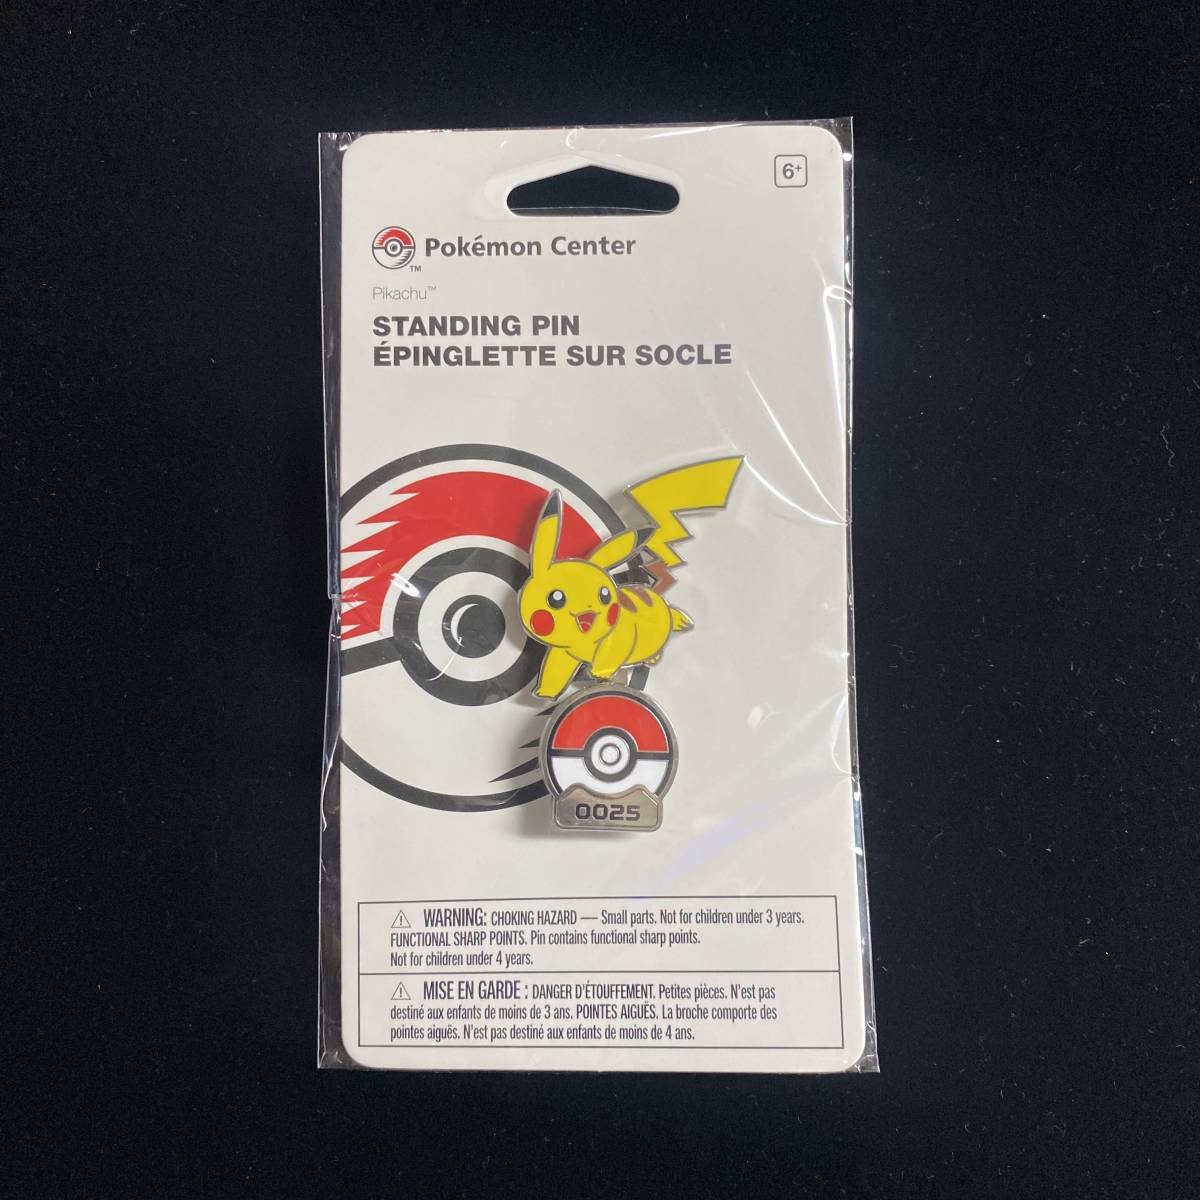 6+
Pokémon Center
TM
Pikachu™
STANDING PIN
ÉPINGLETTE SUR SOCLE
0025
⚠ WARNING: CHOKING HAZARD — Small parts. Not for children under 3 years.
FUNCTIONAL SHARP POINTS. Pin contains functional sharp points.
Not for children under 4 years.
⚠ MISE EN GARDE : DANGER D'ÉTOUFFEMENT. Petites pièces. N'est pas
destiné aux enfants de moins de 3 ans. POINTES AIGUËS. La broche comporte des
pointes aiguës. N'est pas destiné aux enfants de moins de 4 ans.